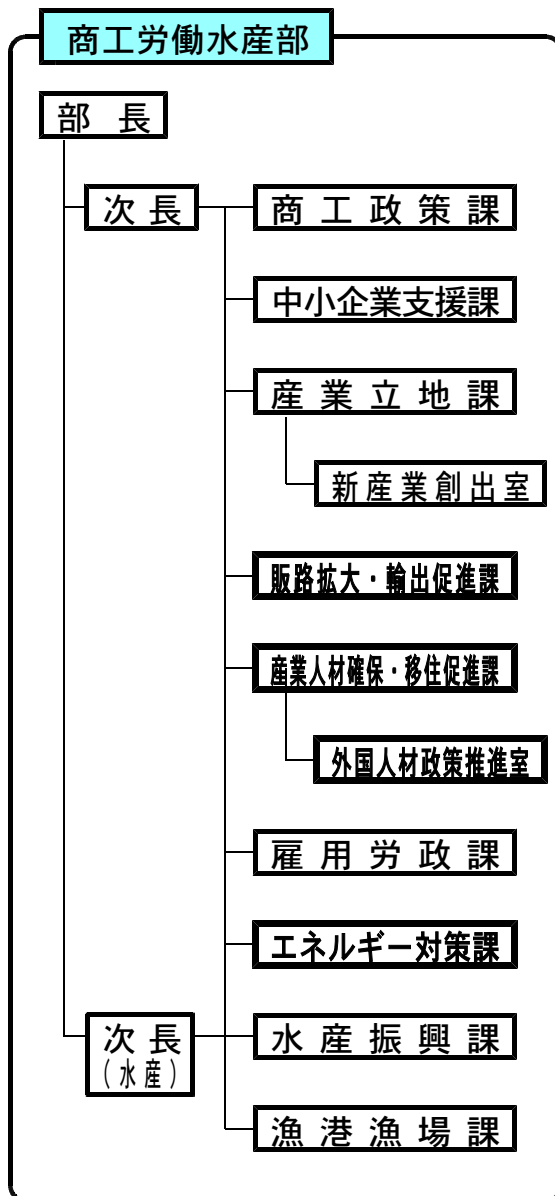 商工労働水産部
部長
次長
商工政策課
中小企業支援課
産業立地課
新産業創出室
販路拡大・輸出促進課
産業人材確保・移住促進課
外国人材政策推進室
雇用労政課
エネルギー対策課
次長
(水産)
水産振興課
漁港漁場課